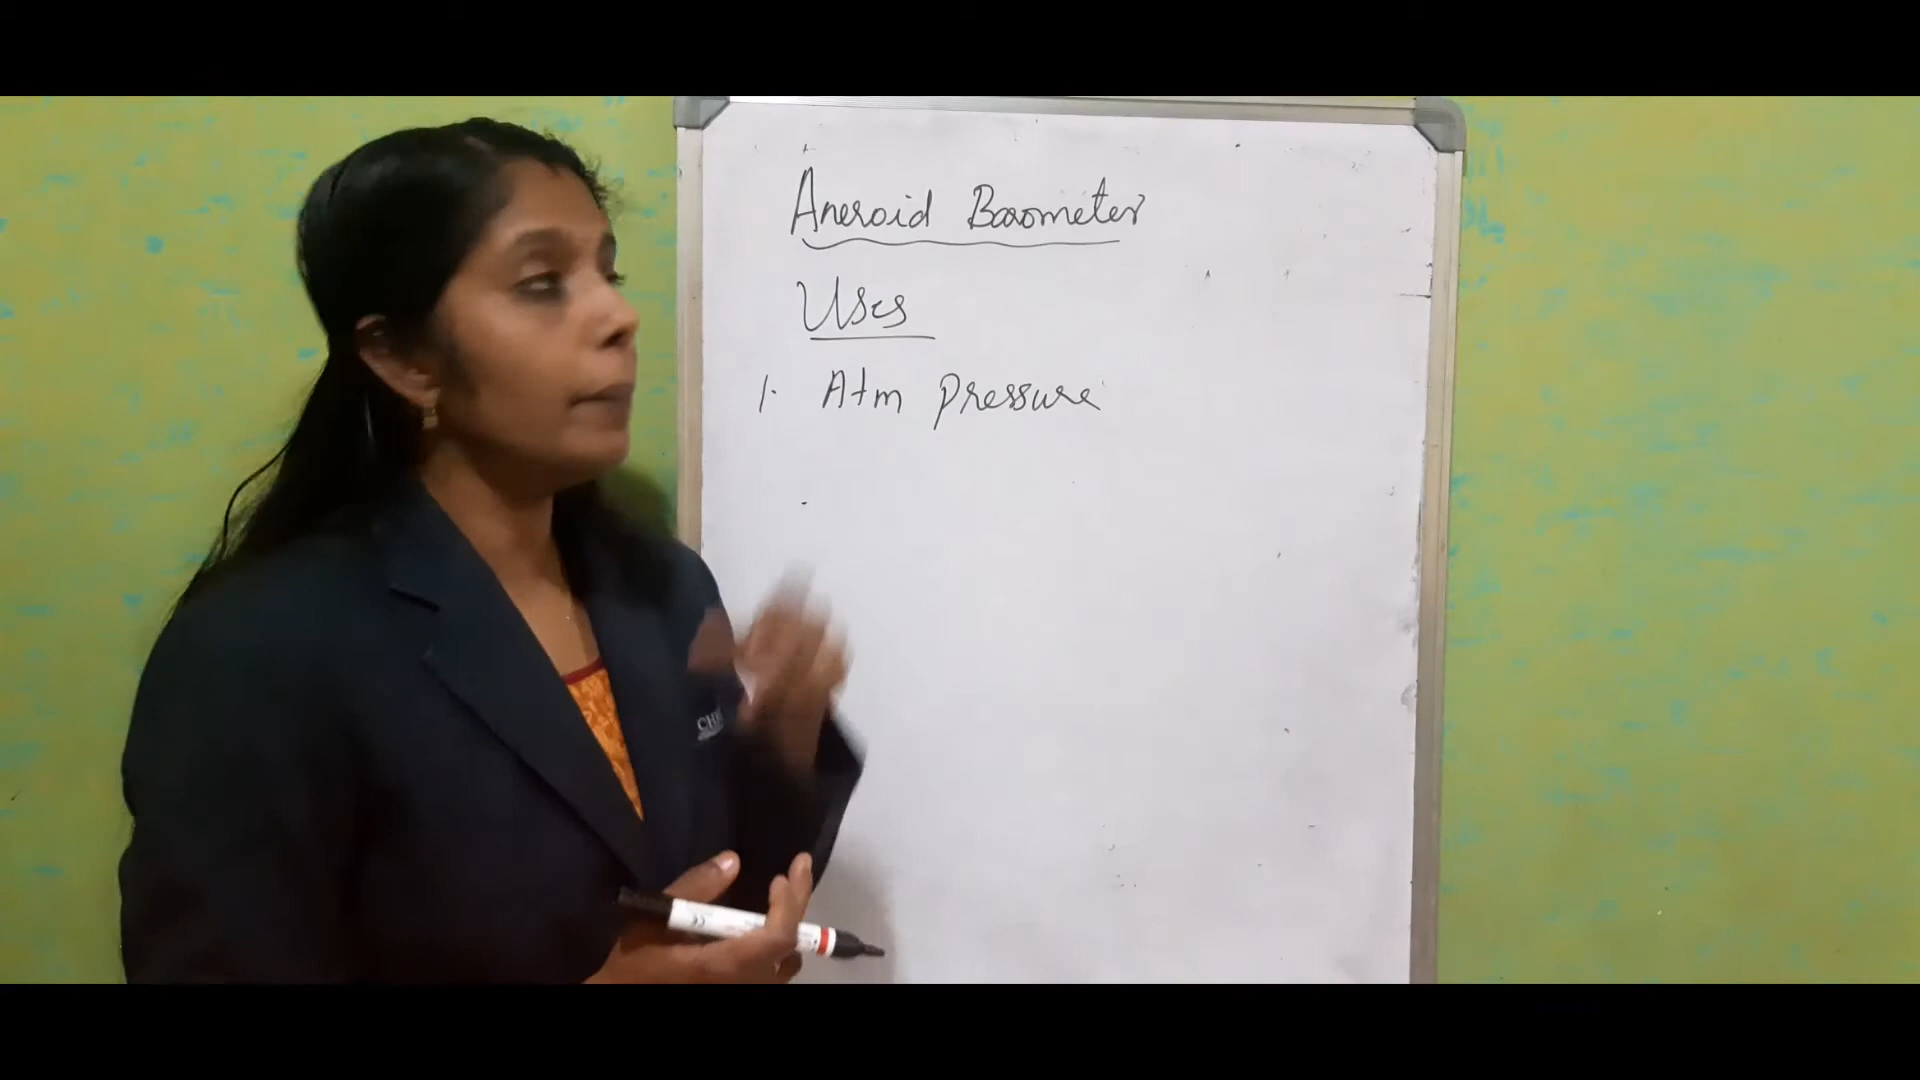 Aneroid Barometer
Uses
1. Atm pressure